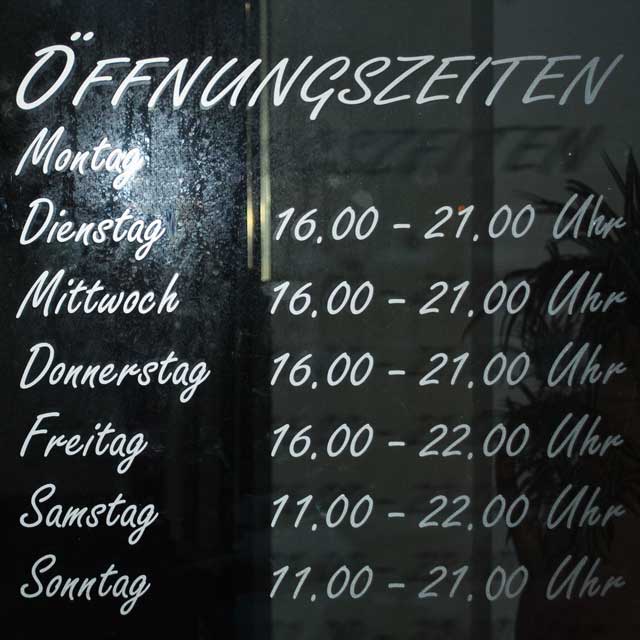 ÖFFNUNGSZEITEN
Montag
Dienstag 16.00 - 21.00 Uhr
Mittwoch 16.00 - 21.00 Uhr
Donnerstag 16.00 - 21.00 Uhr
Freitag 16.00 - 22.00 Uhr
Samstag 11.00 - 22.00 Uhr
Sonntag 11.00 - 21.00 Uhr